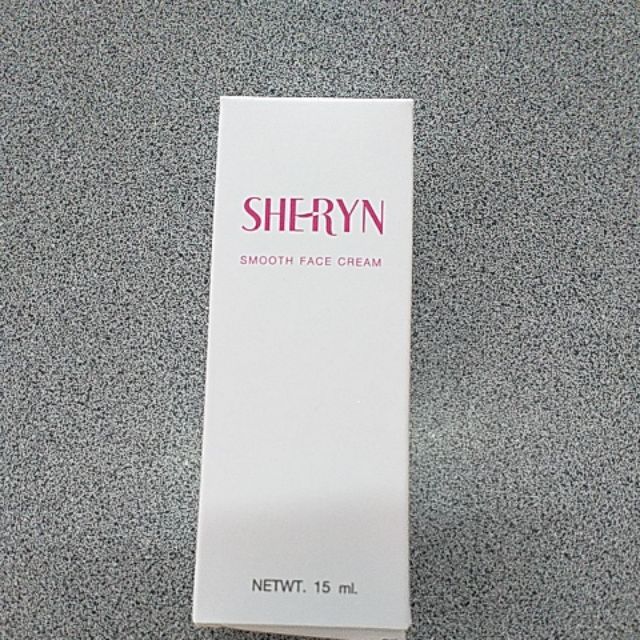 SHERYN
SMOOTH FACE CREAM
NETWT. 15 ml.